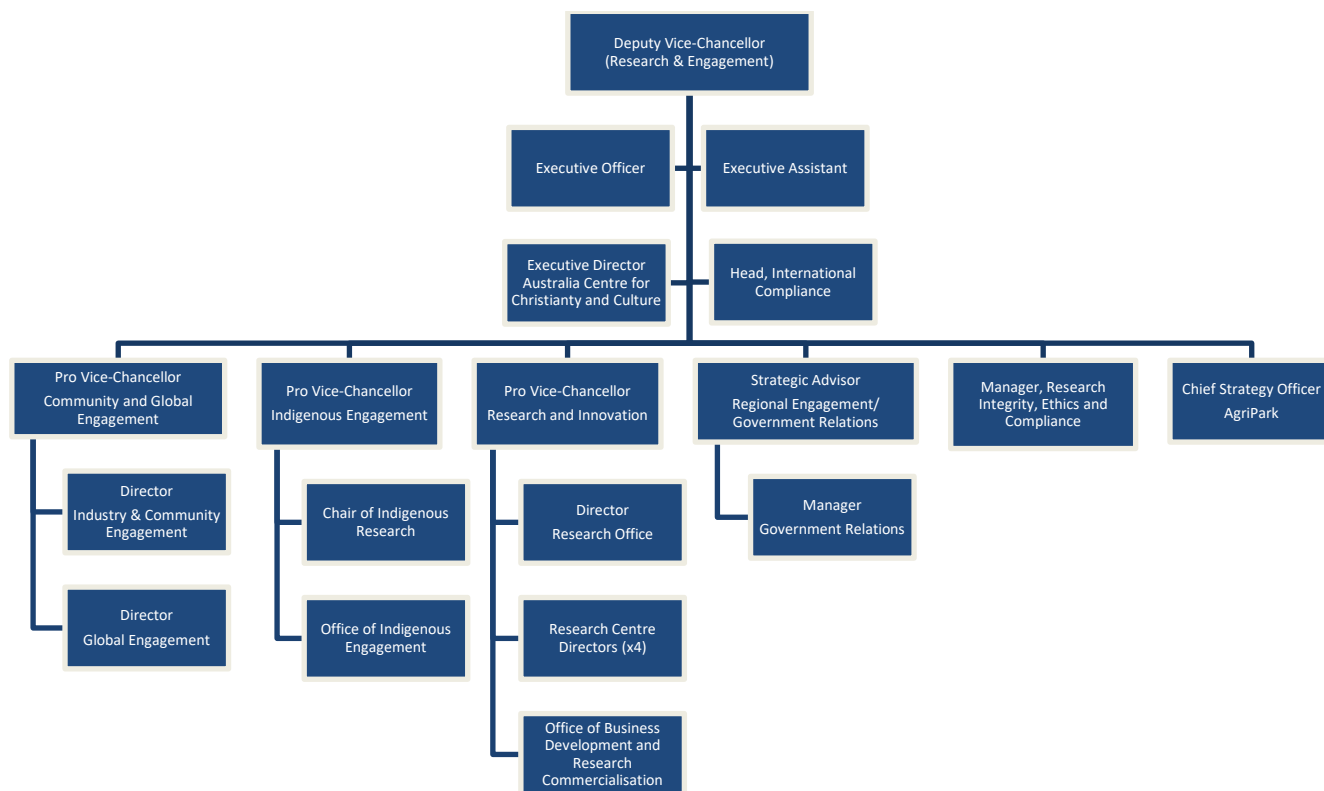 Deputy Vice-Chancellor
(Research & Engagement)
Executive Officer
Executive Assistant
Executive Director
Australia Centre for
Christianty and Culture
Head, International
Compliance
Pro Vice-Chancellor
Community and Global
Engagement
Pro Vice-Chancellor
Indigenous Engagement
Pro Vice-Chancellor
Research and Innovation
Strategic Advisor
Regional Engagement/
Government Relations
Manager, Research
Integrity, Ethics and
Compliance
Chief Strategy Officer
AgriPark
Director
Industry & Community
Engagement
Chair of Indigenous
Research
Director
Research Office
Manager
Government Relations
Director
Global Engagement
Office of Indigenous
Engagement
Research Centre
Directors (x4)
Office of Business
Development and
Research
Commercialisation